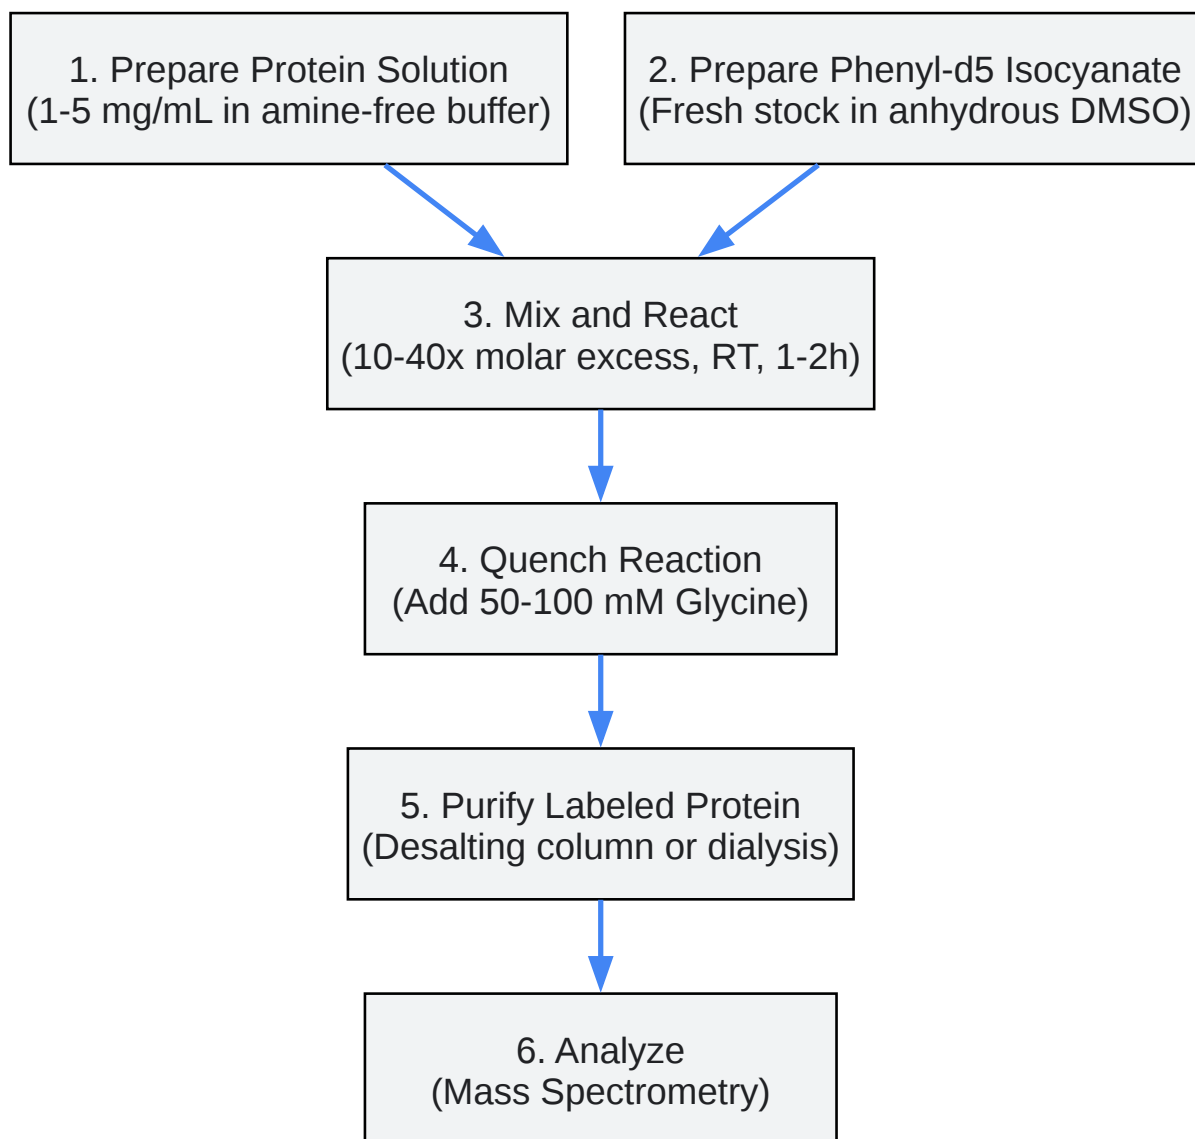 1. Prepare Protein Solution
(1-5 mg/mL in amine-free buffer)
2. Prepare Phenyl-d5 Isocyanate
(Fresh stock in anhydrous DMSO)
3. Mix and React
(10-40x molar excess, RT, 1-2h)
4. Quench Reaction
(Add 50-100 mM Glycine)
5. Purify Labeled Protein
(Desalting column or dialysis)
6. Analyze
(Mass Spectrometry)